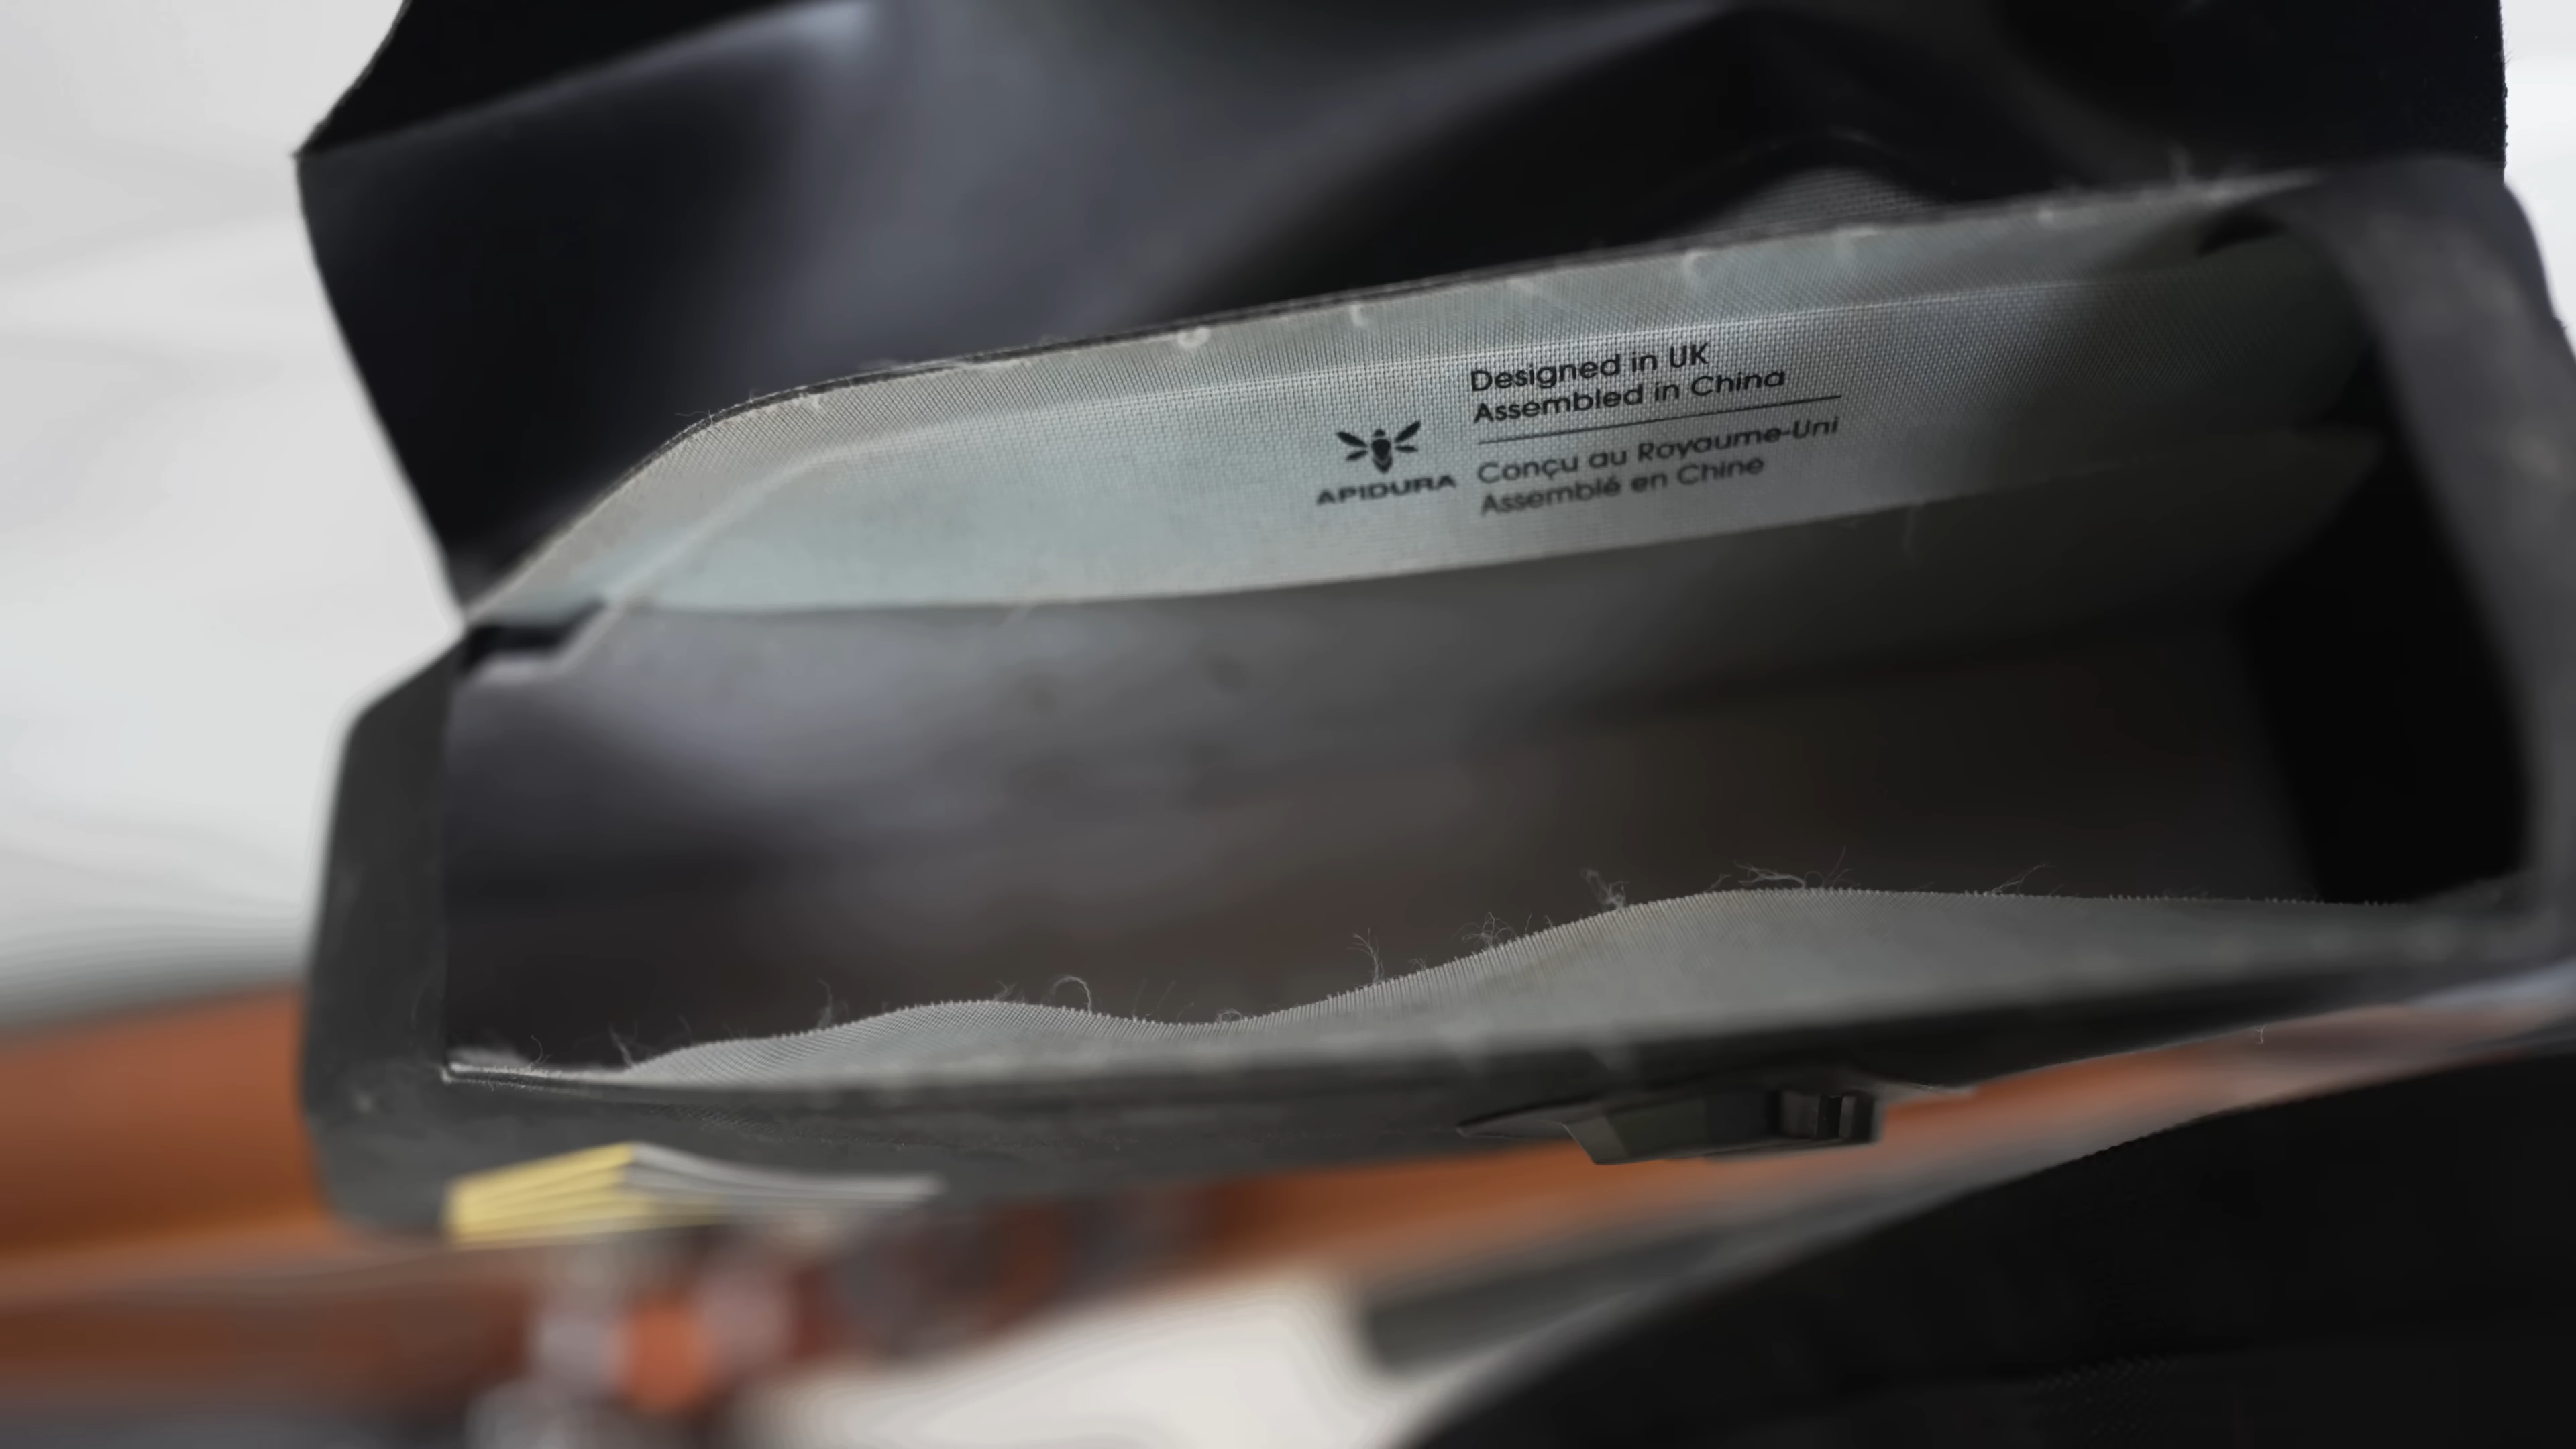 APIDURA
Designed in UK
Assembled in China
Conçu au Royaume-Uni
Assemblé en Chine